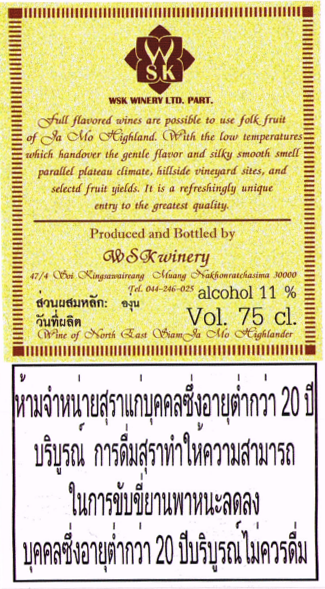 W
S.K
WSK WINERY LTD. PART.
Full flavored wines are possible to use folk fruit
of Ja Mo Highland. With the low temperatures
which handover the gentle flavor and silky smooth smell
parallel plateau climate, hillside vineyard sites, and
selectd fruit yields. It is a refreshingly unique
entry to the greatest quality.
Produced and Bottled by
WSKwinery
47/4 Soi Kingsawaireang Muang Nakhonratchasima 30000
Tel. 044-246-025
alcohol 11 %
ส่วนผสมหลัก: องุ่น
วันที่ผลิต
Vol. 75 cl.
Wine of North East Siam Ja Mo Highlander
ห้ามจำหน่ายสุราแก่บุคคลซึ่งอายุต่ำกว่า 20 ปี
บริบูรณ์ การดื่มสุราทำให้ความสามารถ
ในการขับขี่ยานพาหนะลดลง
บุคคลซึ่งอายุต่ำกว่า 20 ปีบริบูรณ์ไม่ควรดื่ม